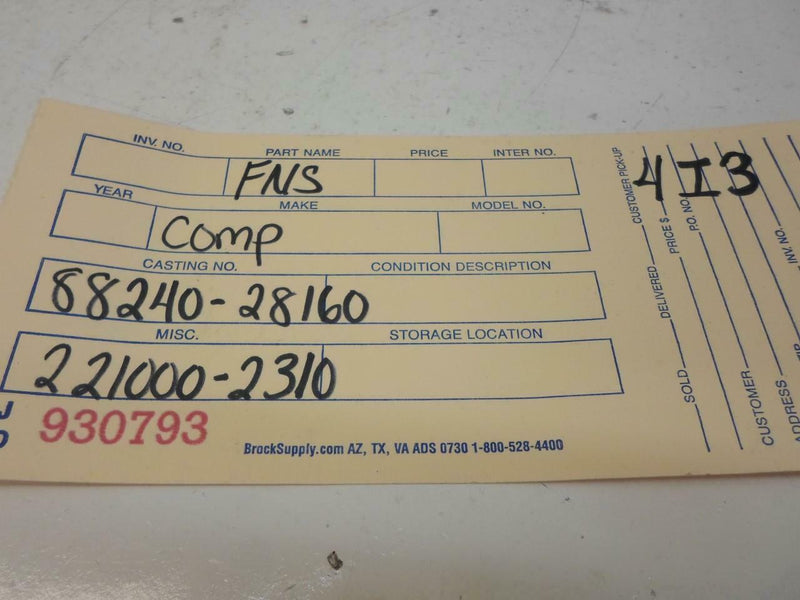 INV. NO. PART NAME PRICE INTER NO.
FNS
YEAR MAKE MODEL NO.
Comp
CASTING NO. CONDITION DESCRIPTION
88240-28160
MISC. STORAGE LOCATION
221000-2310
930793
BrockSupply.com AZ, TX, VA ADS 0730 1-800-528-4400
4I3
CUSTOMER PICK-UP
SOLD DELIVERED PRICE $
P.O. NO.
CUSTOMER
ADDRESS INV. NO.